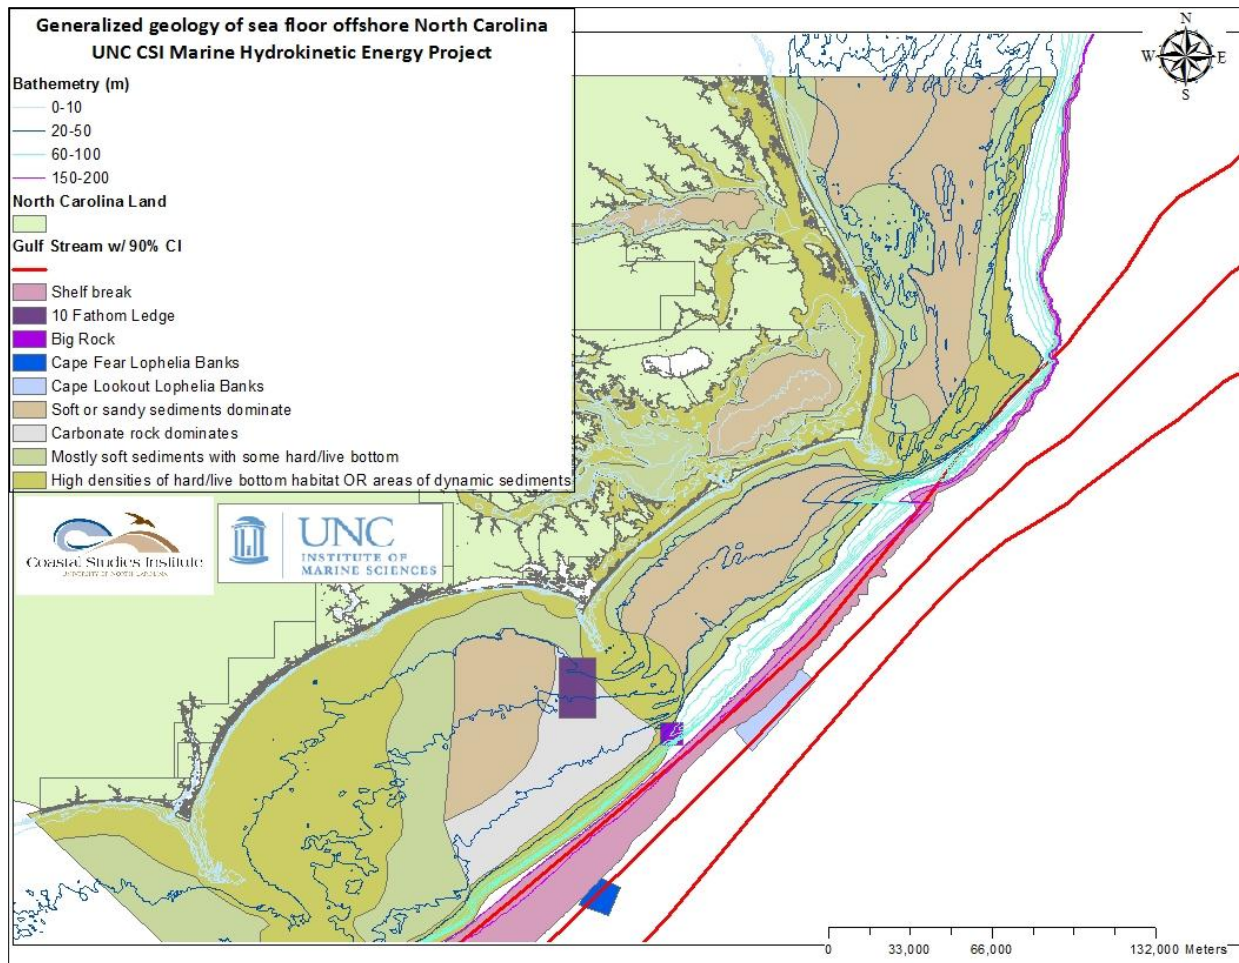 Generalized geology of sea floor offshore North Carolina
UNC CSI Marine Hydrokinetic Energy Project
Bathemetry (m)
0-10
20-50
60-100
150-200
North Carolina Land
Gulf Stream w/ 90% CI
Shelf break
10 Fathom Ledge
Big Rock
Cape Fear Lophelia Banks
Cape Lookout Lophelia Banks
Soft or sandy sediments dominate
Carbonate rock dominates
Mostly soft sediments with some hard/live bottom
High densities of hard/live bottom habitat OR areas of dynamic sediments
Coastal Studies Institute
UNIVERSITY OF NORTH CAROLINA
UNC
INSTITUTE OF
MARINE SCIENCES
N
W E
S
0 33,000 66,000 132,000 Meters